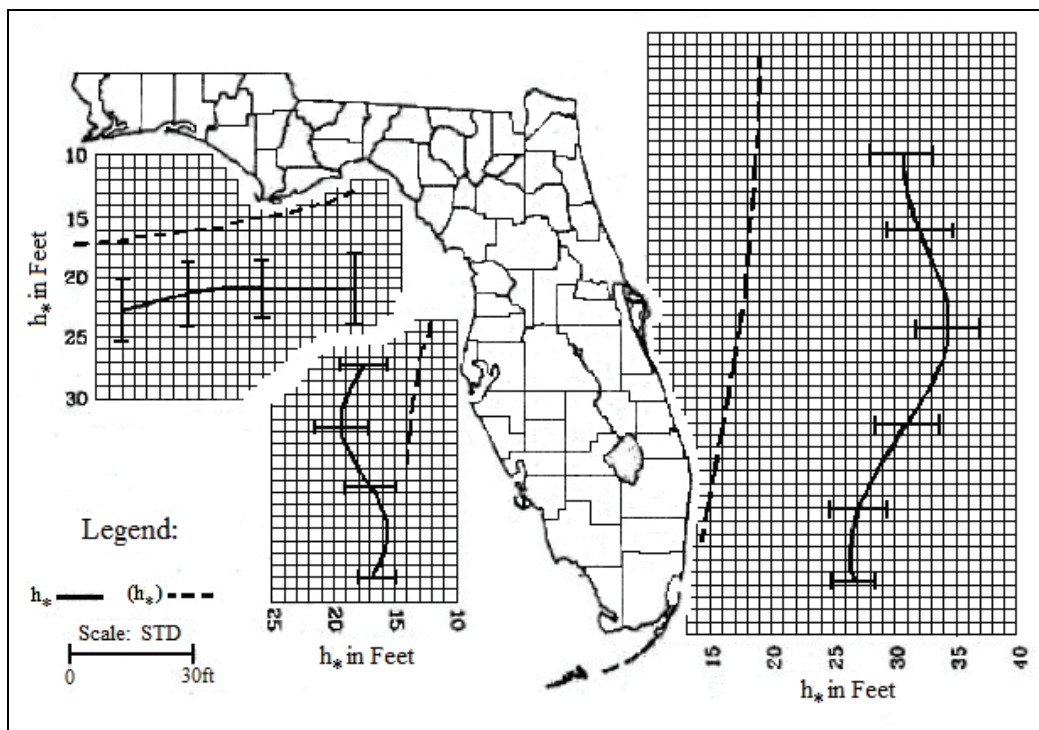 10
15
20
25
30
h* in Feet
Legend:
h* (h*)
Scale: STD
0 30ft
25 20 15 10
h* in Feet
15 20 25 30 35 40
h* in Feet